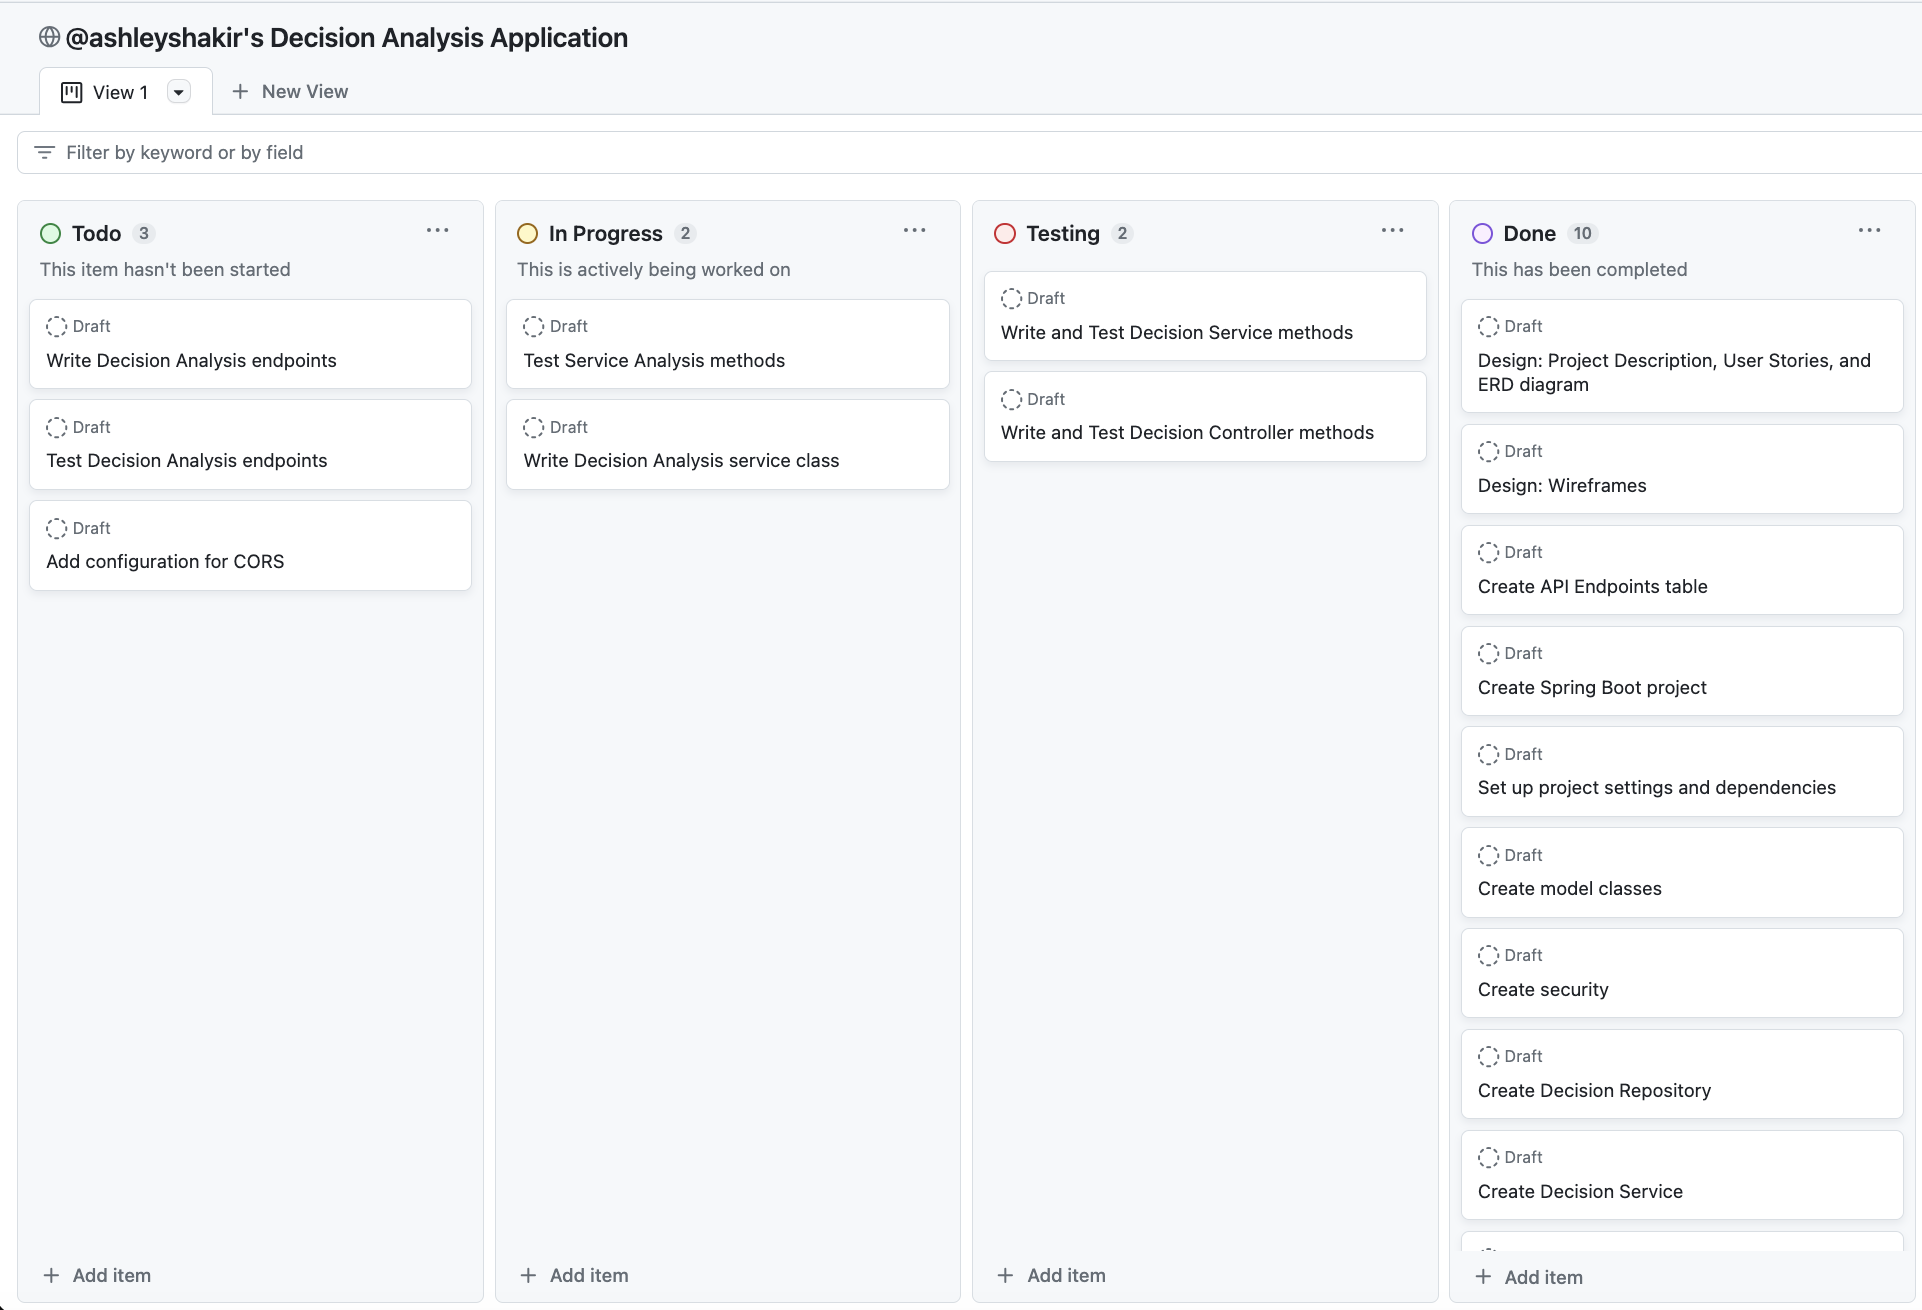 @ashleyshakir's Decision Analysis Application
View 1
New View
Filter by keyword or by field
Todo 3
This item hasn't been started
Draft
Write Decision Analysis endpoints
Draft
Test Decision Analysis endpoints
Draft
Add configuration for CORS
Add item
In Progress 2
This is actively being worked on
Draft
Test Service Analysis methods
Draft
Write Decision Analysis service class
Add item
Testing 2
Draft
Write and Test Decision Service methods
Draft
Write and Test Decision Controller methods
Add item
Done 10
This has been completed
Draft
Design: Project Description, User Stories, and
ERD diagram
Draft
Design: Wireframes
Draft
Create API Endpoints table
Draft
Create Spring Boot project
Draft
Set up project settings and dependencies
Draft
Create model classes
Draft
Create security
Draft
Create Decision Repository
Draft
Create Decision Service
Add item